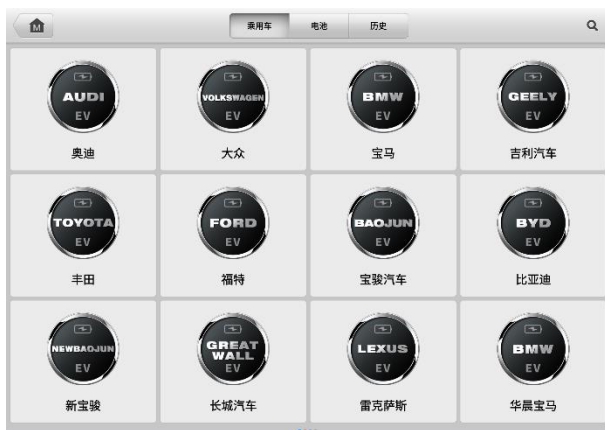 M
乘用车 电池 历史
AUDI
EV
奥迪
VOLKSWAGEN
EV
大众
BMW
EV
宝马
GEELY
EV
吉利汽车
TOYOTA
EV
丰田
FORD
EV
福特
BAOJUN
EV
宝骏汽车
BYD
EV
比亚迪
NEWBAOJUN
EV
新宝骏
GREAT
WALL
EV
长城汽车
LEXUS
EV
雷克萨斯
BMW
EV
华晨宝马